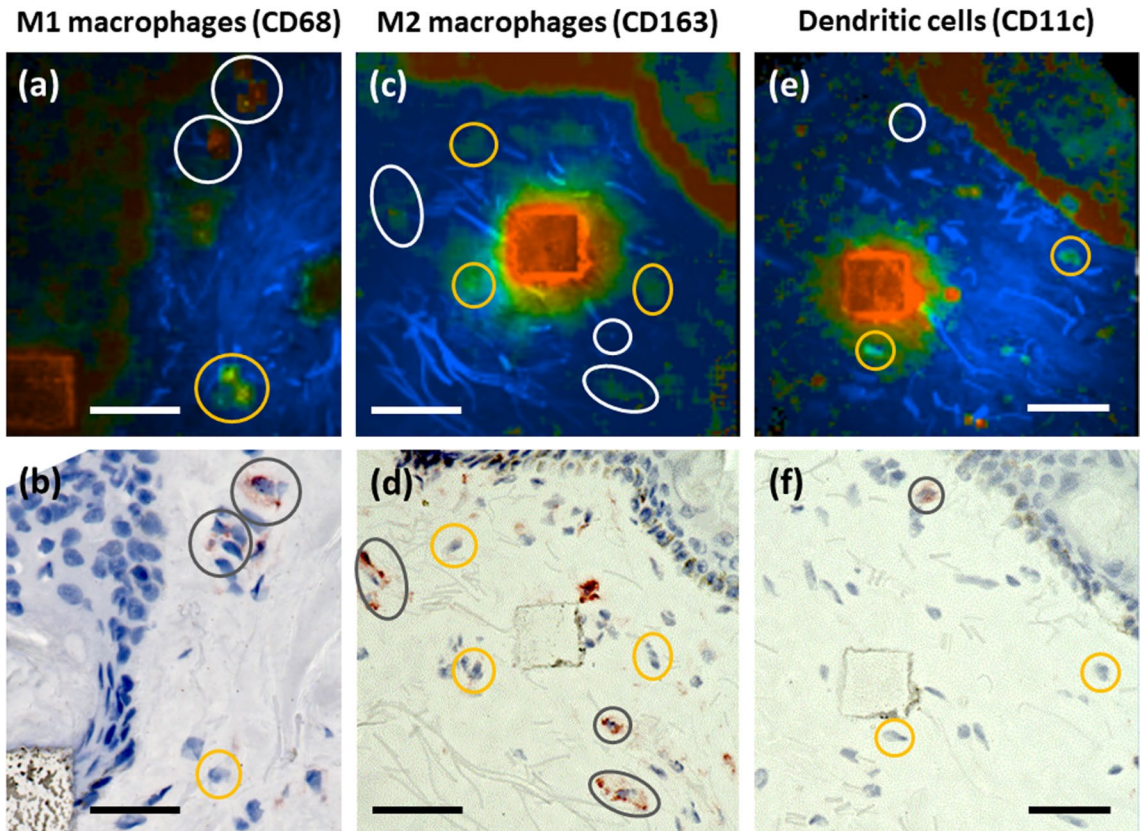 M1 macrophages (CD68) M2 macrophages (CD163) Dendritic cells (CD11c)
(a) (c) (e)
(b) (d) (f)